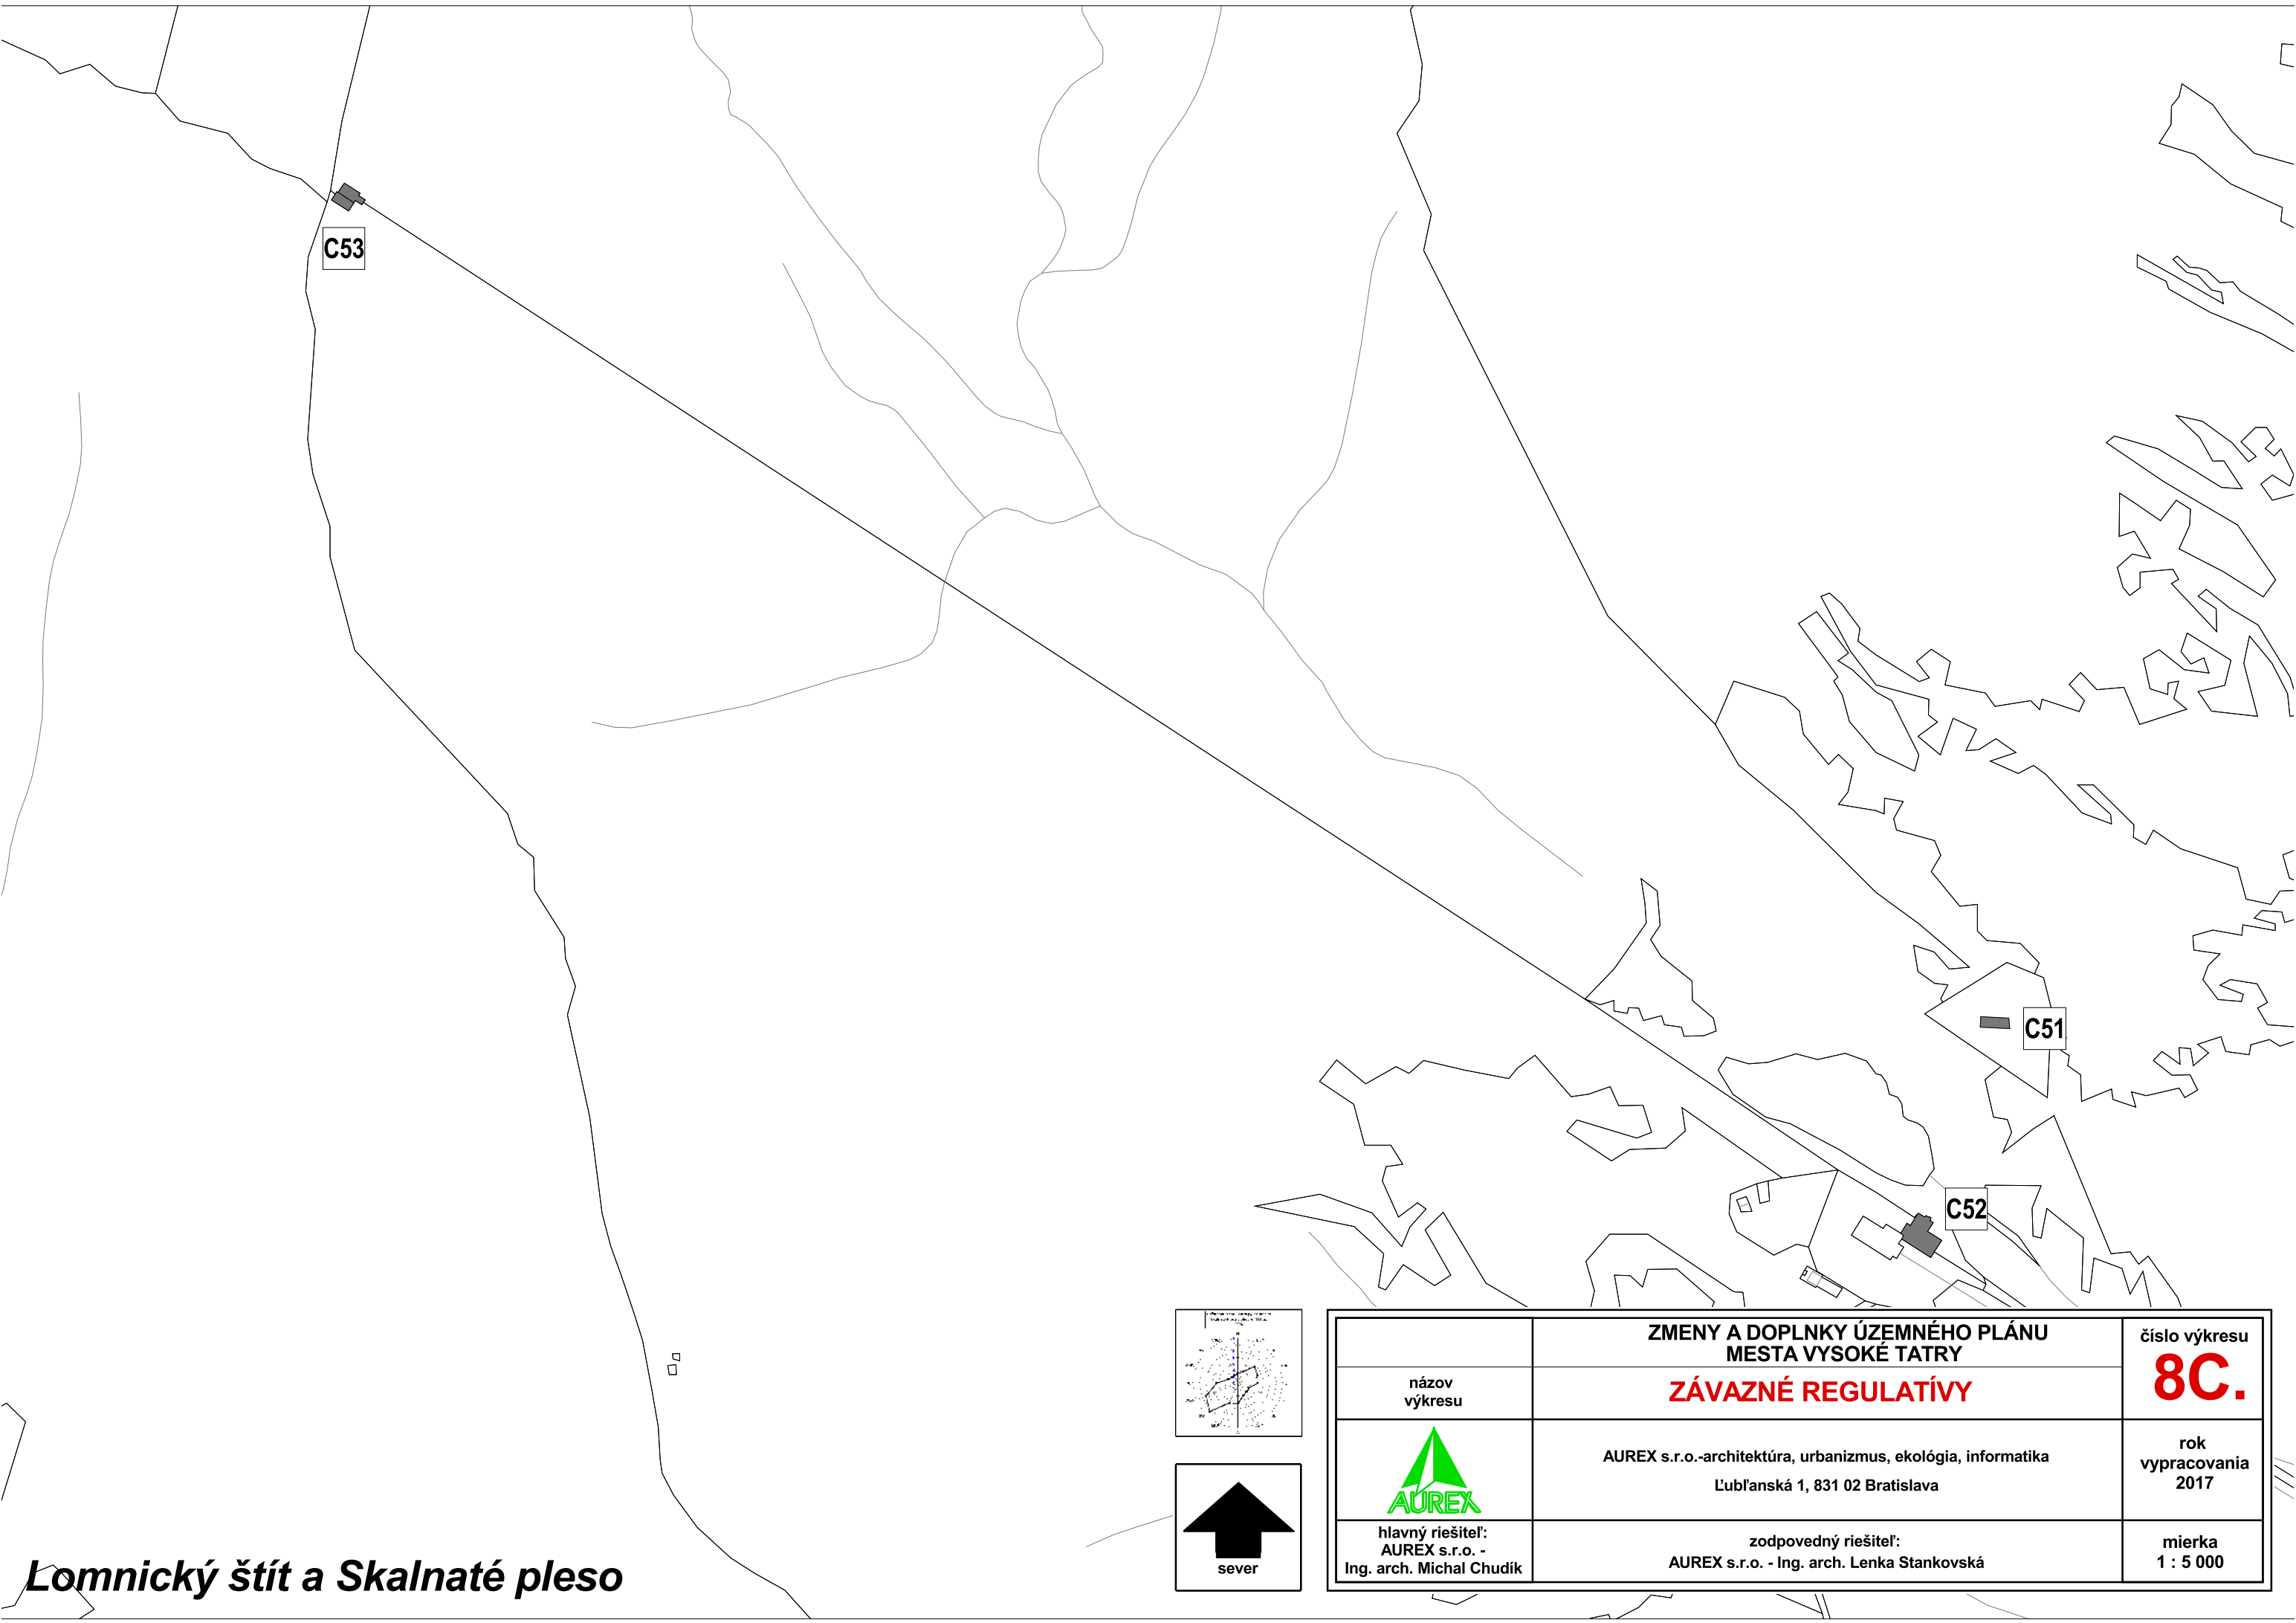 C53
C51
C52
ZMENY A DOPLNKY ÚZEMNÉHO PLÁNU
MESTA VYSOKÉ TATRY
číslo výkresu
8C.
názov
výkresu
ZÁVAZNÉ REGULATÍVY
AUREX
AUREX s.r.o.-architektúra, urbanizmus, ekológia, informatika
Ľubľanská 1, 831 02 Bratislava
rok
vypracovania
2017
hlavný riešiteľ:
AUREX s.r.o. -
Ing. arch. Michal Chudík
zodpovedný riešiteľ:
AUREX s.r.o. - Ing. arch. Lenka Stankovská
mierka
1 : 5 000
sever
Lomnický štít a Skalnaté pleso